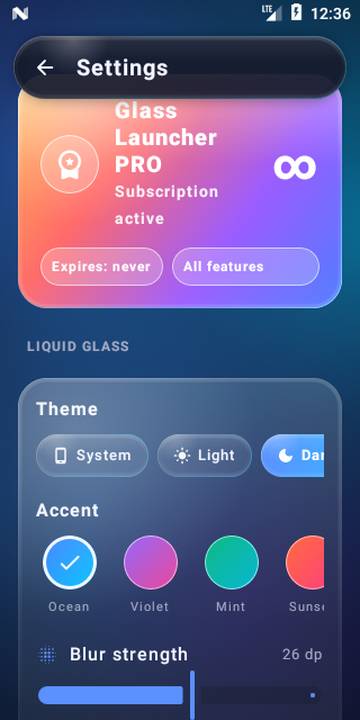 LTE 12:36
Settings
Glass
Launcher
PRO
Subscription
active
Expires: never All features
LIQUID GLASS
Theme
System Light
Accent
Ocean Violet Mint
Blur strength 26 dp